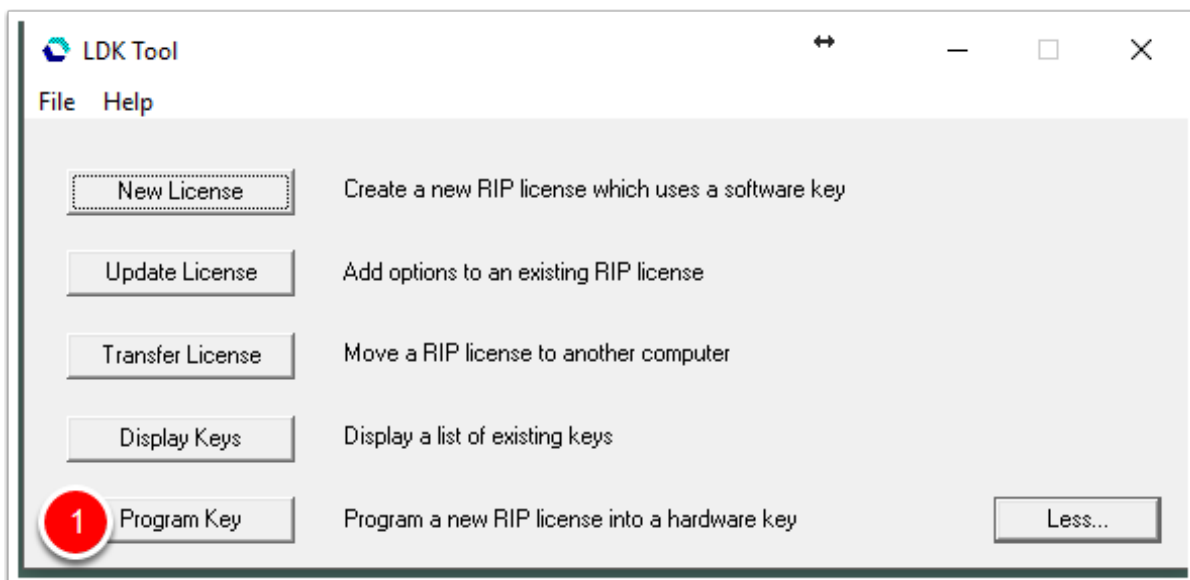 LDK Tool
File Help
New License Create a new RIP license which uses a software key
Update License Add options to an existing RIP license
Transfer License Move a RIP license to another computer
Display Keys Display a list of existing keys
1 Program Key Program a new RIP license into a hardware key Less...